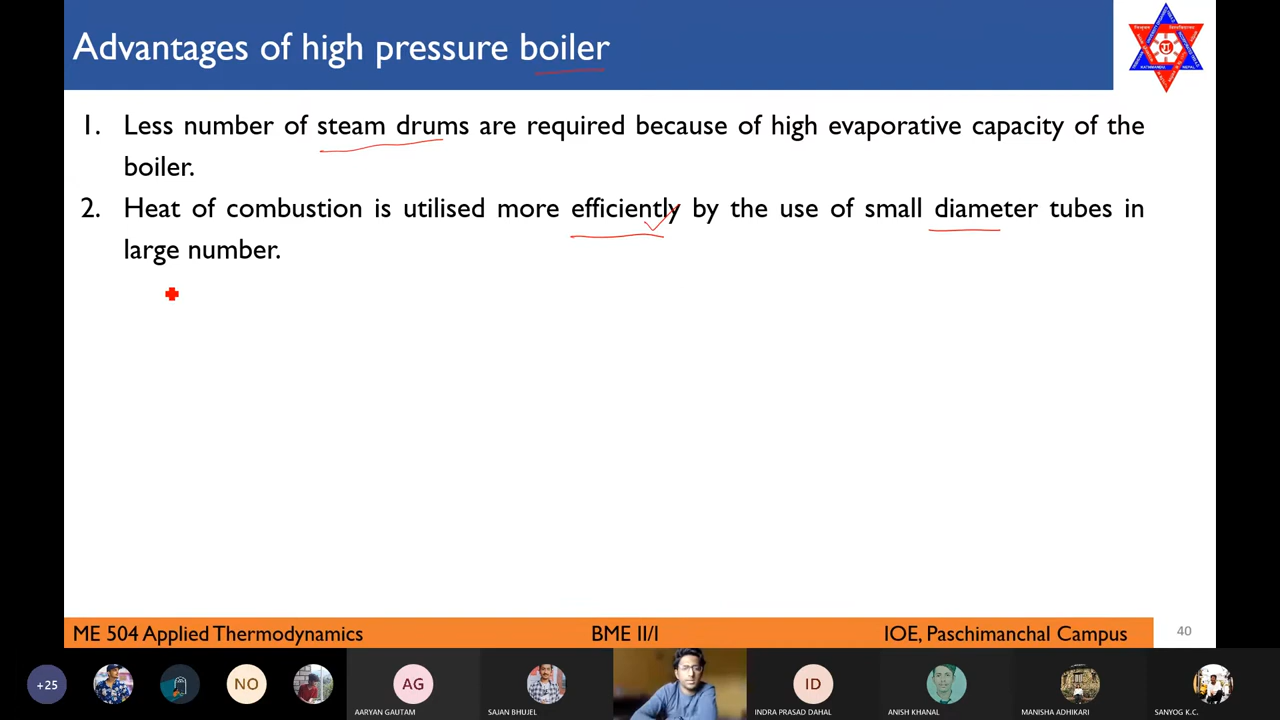 Advantages of high pressure boiler
1. Less number of steam drums are required because of high evaporative capacity of the
boiler.
2. Heat of combustion is utilised more efficiently by the use of small diameter tubes in
large number.
ME 504 Applied Thermodynamics BME II/I IOE, Paschimanchal Campus 40
+25 NO AG ID
AARYAN GAUTAM SAJAN BHUJEL INDRA PRASAD DAHAL ANISH KHANAL MANISHA ADHIKARI SANYOG K.C.